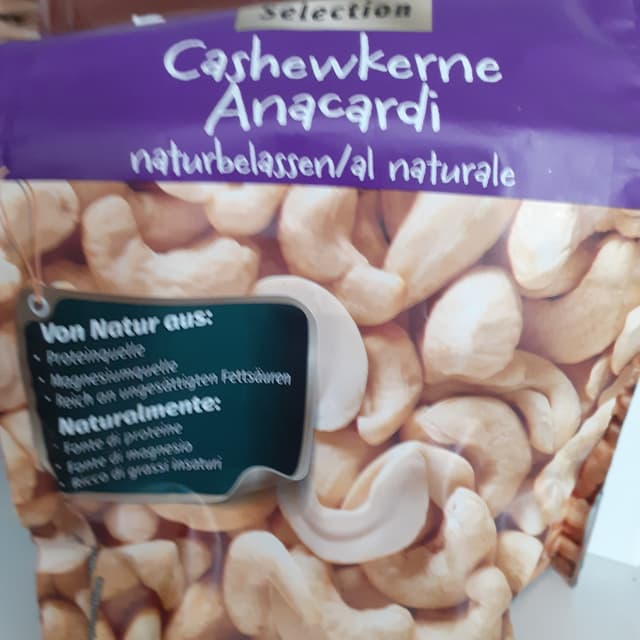 Selection
Cashewkerne
Anacardi
naturbelassen/al naturale
Von Natur aus:
- Proteinquelle
- Magnesiumquelle
- Reich an ungesättigten Fettsäuren
Naturalmente:
- Fonte di proteine
- Fonte di magnesio
- Ricco di grassi insaturi